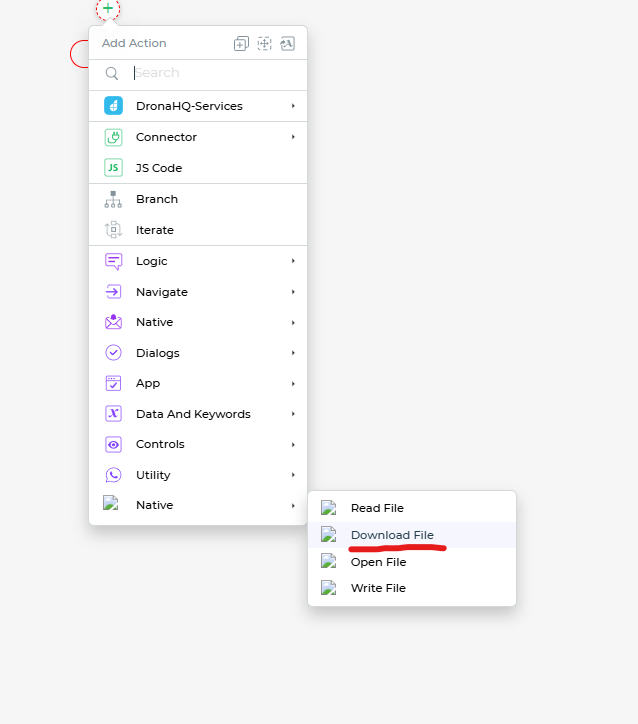 Add Action
Search
DronaHQ-Services
Connector
JS JS Code
Branch
Iterate
Logic
Navigate
Native
Dialogs
App
Data And Keywords
Controls
Utility
Native
Read File
Download File
Open File
Write File